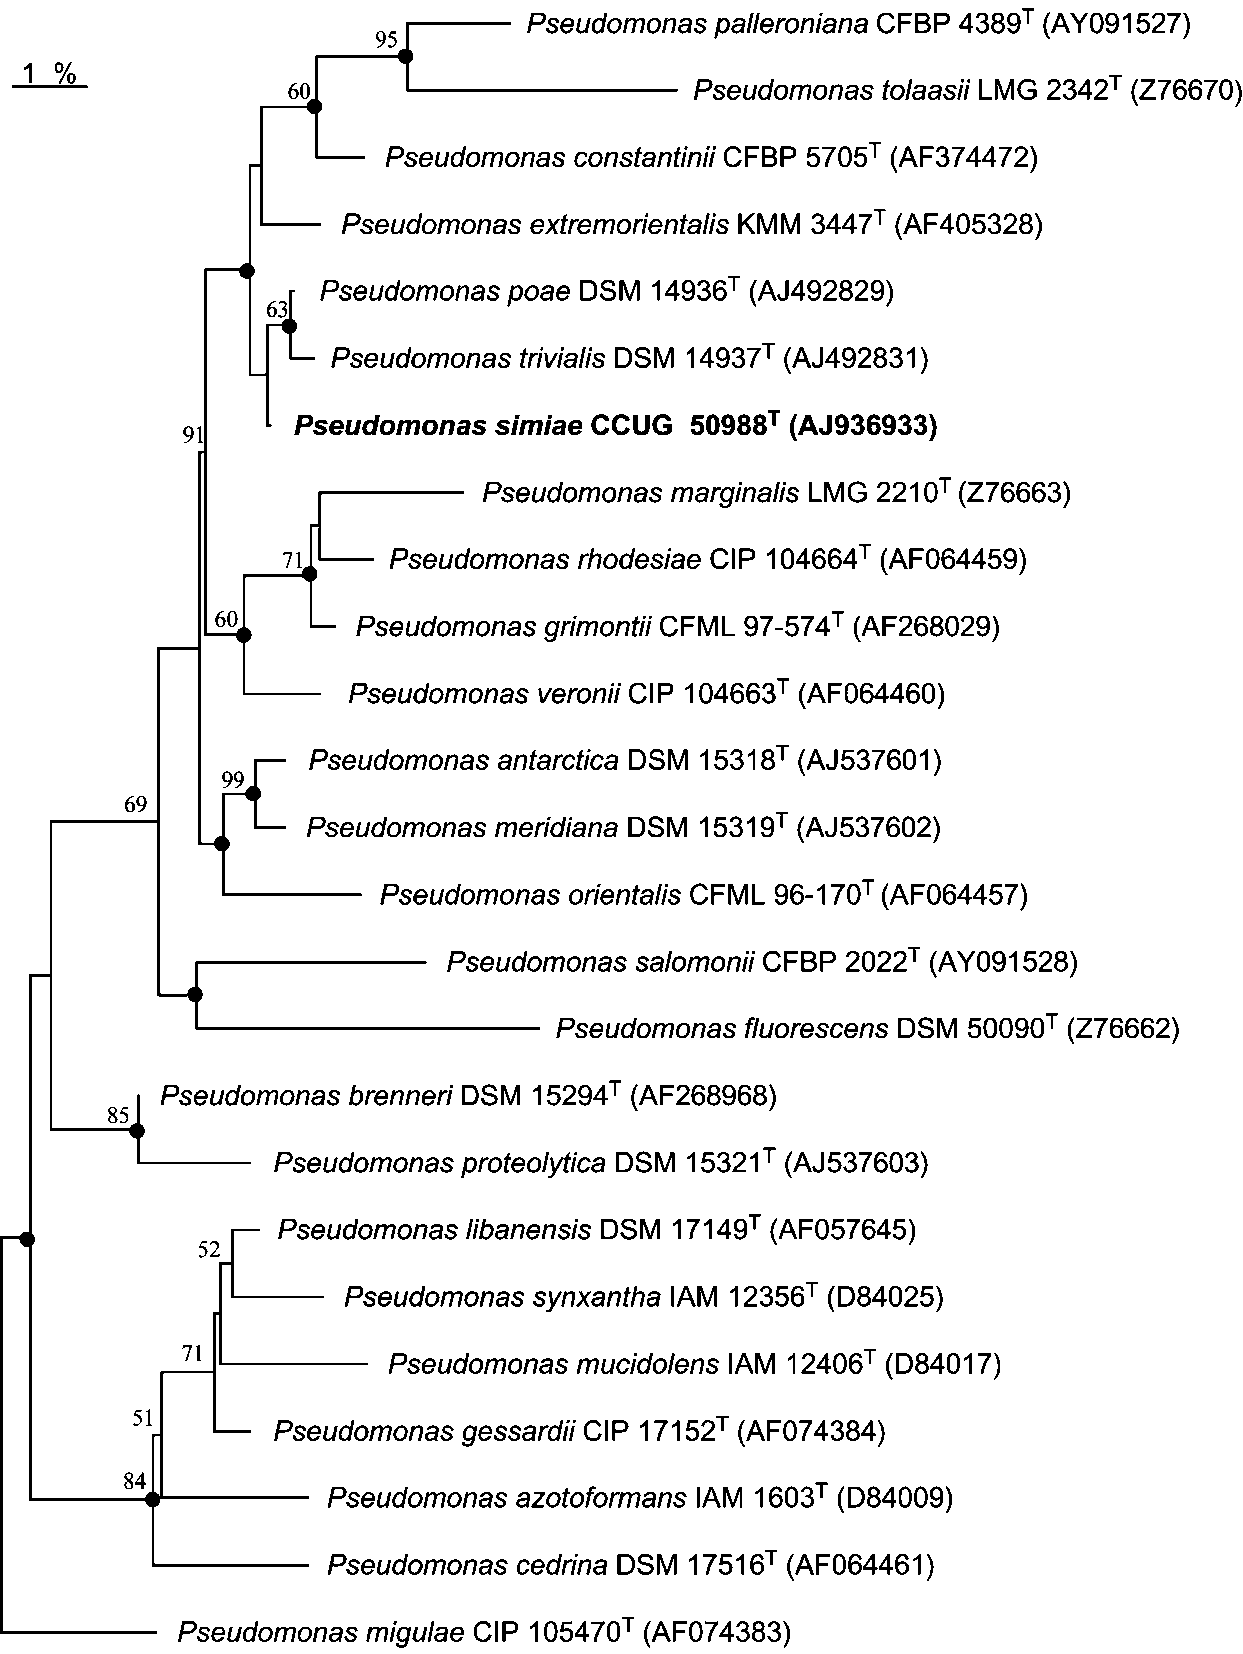 Pseudomonas palleroniana CFBP 4389T (AY091527)
95
1 %
Pseudomonas tolaasii LMG 2342T (Z76670)
60
Pseudomonas constantinii CFBP 5705T (AF374472)
Pseudomonas extremorientalis KMM 3447T (AF405328)
Pseudomonas poae DSM 14936T (AJ492829)
63
Pseudomonas trivialis DSM 14937T (AJ492831)
Pseudomonas simiae CCUG 50988T (AJ936933)
91
Pseudomonas marginalis LMG 2210T (Z76663)
Pseudomonas rhodesiae CIP 104664T (AF064459)
71
60
Pseudomonas grimontii CFML 97-574T (AF268029)
Pseudomonas veronii CIP 104663T (AF064460)
Pseudomonas antarctica DSM 15318T (AJ537601)
99
69
Pseudomonas meridiana DSM 15319T (AJ537602)
Pseudomonas orientalis CFML 96-170T (AF064457)
Pseudomonas salomonii CFBP 2022T (AY091528)
Pseudomonas fluorescens DSM 50090T (Z76662)
Pseudomonas brenneri DSM 15294T (AF268968)
85
Pseudomonas proteolytica DSM 15321T (AJ537603)
Pseudomonas libanensis DSM 17149T (AF057645)
52
Pseudomonas synxantha IAM 12356T (D84025)
71
Pseudomonas mucidolens IAM 12406T (D84017)
51
Pseudomonas gessardii CIP 17152T (AF074384)
84
Pseudomonas azotoformans IAM 1603T (D84009)
Pseudomonas cedrina DSM 17516T (AF064461)
Pseudomonas migulae CIP 105470T (AF074383)